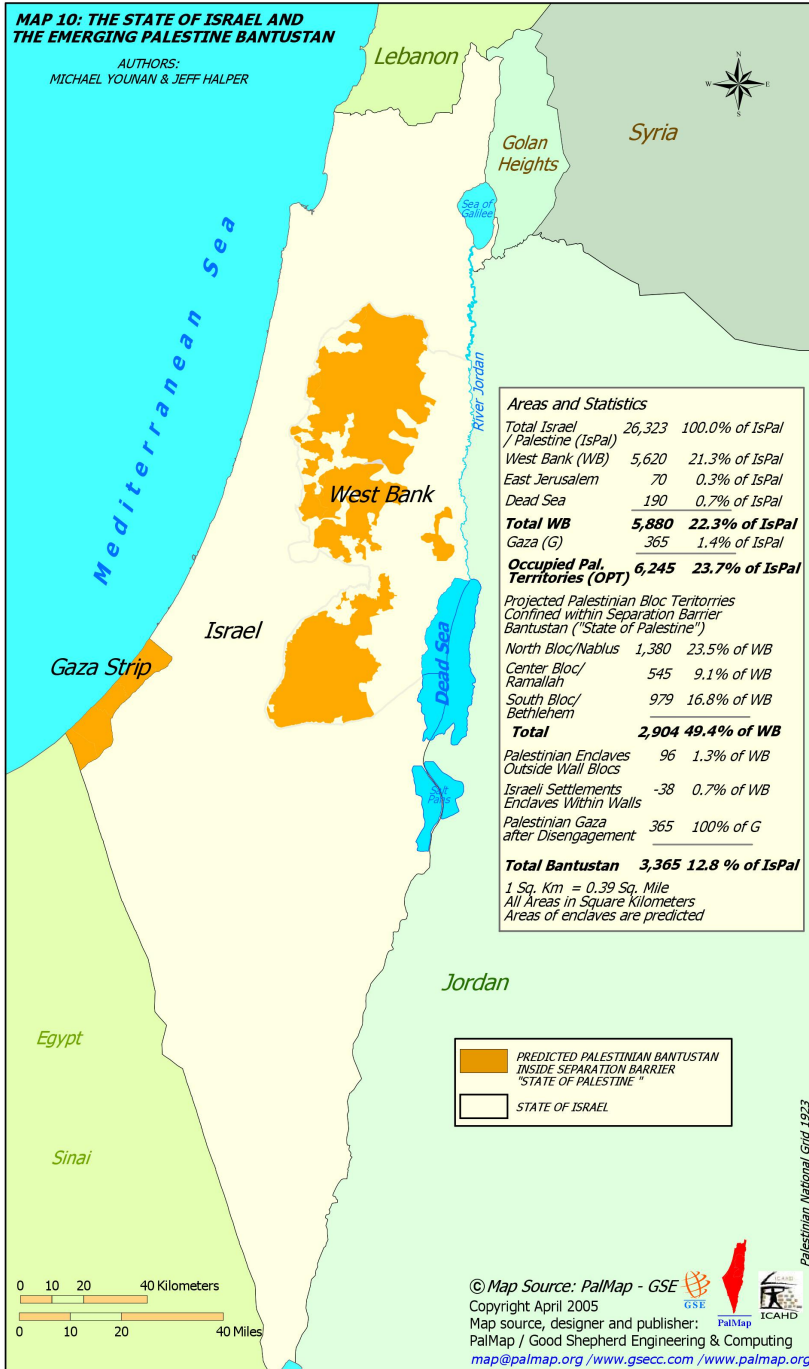 MAP 10: THE STATE OF ISRAEL AND
THE EMERGING PALESTINE BANTUSTAN
AUTHORS:
MICHAEL YOUNAN & JEFF HALPER
Lebanon
N
W
E
S
Syria
Golan
Heights
Sea of
Galilee
Mediterranean Sea
River Jordan
West Bank
Israel
Gaza Strip
Dead Sea
Salt
Pans
Jordan
Egypt
Sinai
Areas and Statistics
Total Israel 26,323 100.0% of IsPal
/ Palestine (IsPal)
West Bank (WB) 5,620 21.3% of IsPal
East Jerusalem 70 0.3% of IsPal
Dead Sea 190 0.7% of IsPal
Total WB 5,880 22.3% of IsPal
Gaza (G) 365 1.4% of IsPal
Occupied Pal.
Territories (OPT) 6,245 23.7% of IsPal
Projected Palestinian Bloc Teritorries
Confined within Separation Barrier
Bantustan ("State of Palestine")
North Bloc/Nablus 1,380 23.5% of WB
Center Bloc/ 545 9.1% of WB
Ramallah
South Bloc/ 979 16.8% of WB
Bethlehem
Total 2,904 49.4% of WB
Palestinian Enclaves 96 1.3% of WB
Outside Wall Blocs
Israeli Settlements -38 0.7% of WB
Enclaves Within Walls
Palestinian Gaza 365 100% of G
after Disengagement
Total Bantustan 3,365 12.8 % of IsPal
1 Sq. Km = 0.39 Sq. Mile
All Areas in Square Kilometers
Areas of enclaves are predicted
PREDICTED PALESTINIAN BANTUSTAN
INSIDE SEPARATION BARRIER
"STATE OF PALESTINE "
STATE OF ISRAEL
Palestinian National Grid 1923
0 10 20 40 Kilometers
0 10 20 40 Miles
© Map Source: PalMap - GSE
GSE
PalMap
ICAHD
ICAHD
Copyright April 2005
Map source, designer and publisher:
PalMap / Good Shepherd Engineering & Computing
map@palmap.org /www.gsecc.com /www.palmap.org